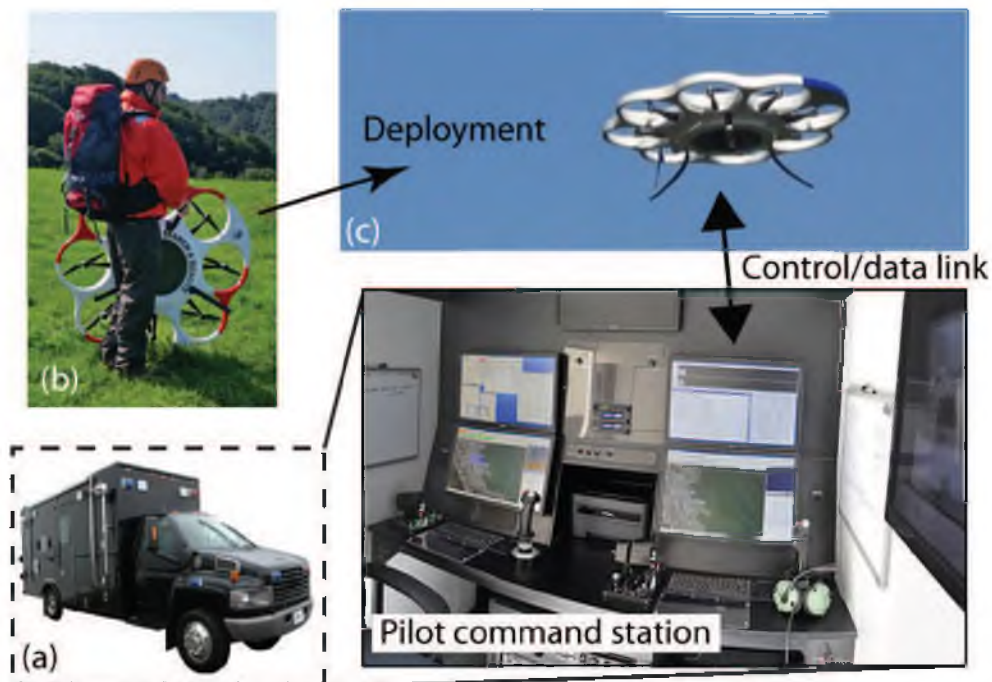 Deployment
(c)
Control/data link
(b)
(a)
Pilot command station